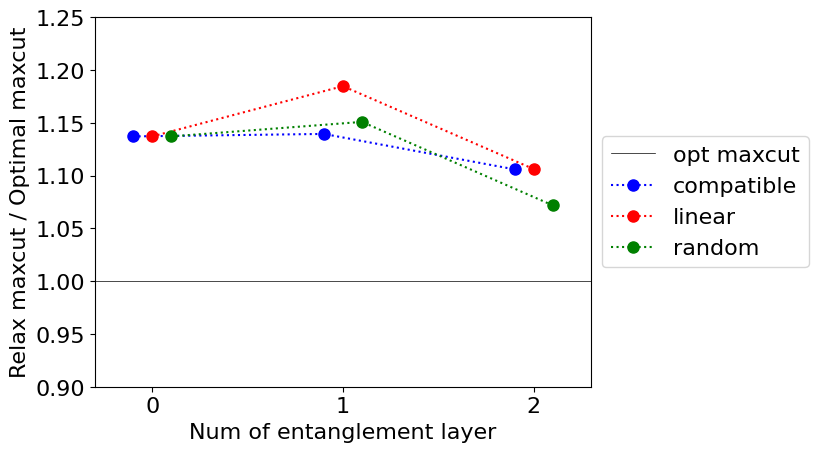 Relax maxcut / Optimal maxcut
1.25
1.20
1.15
1.10
1.05
1.00
0.95
0.90
0
1
2
Num of entanglement layer
opt maxcut
compatible
linear
random